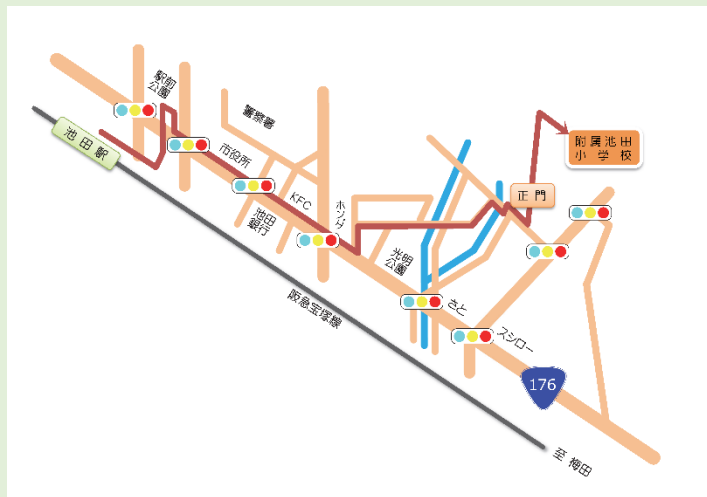 駅前
公園
警察署
池田駅
市役所
KFC
池田
銀行
ホンダ
附属池田
小学校
正門
光明
公園
さと
スシロー
阪急宝塚線
176
至 梅田